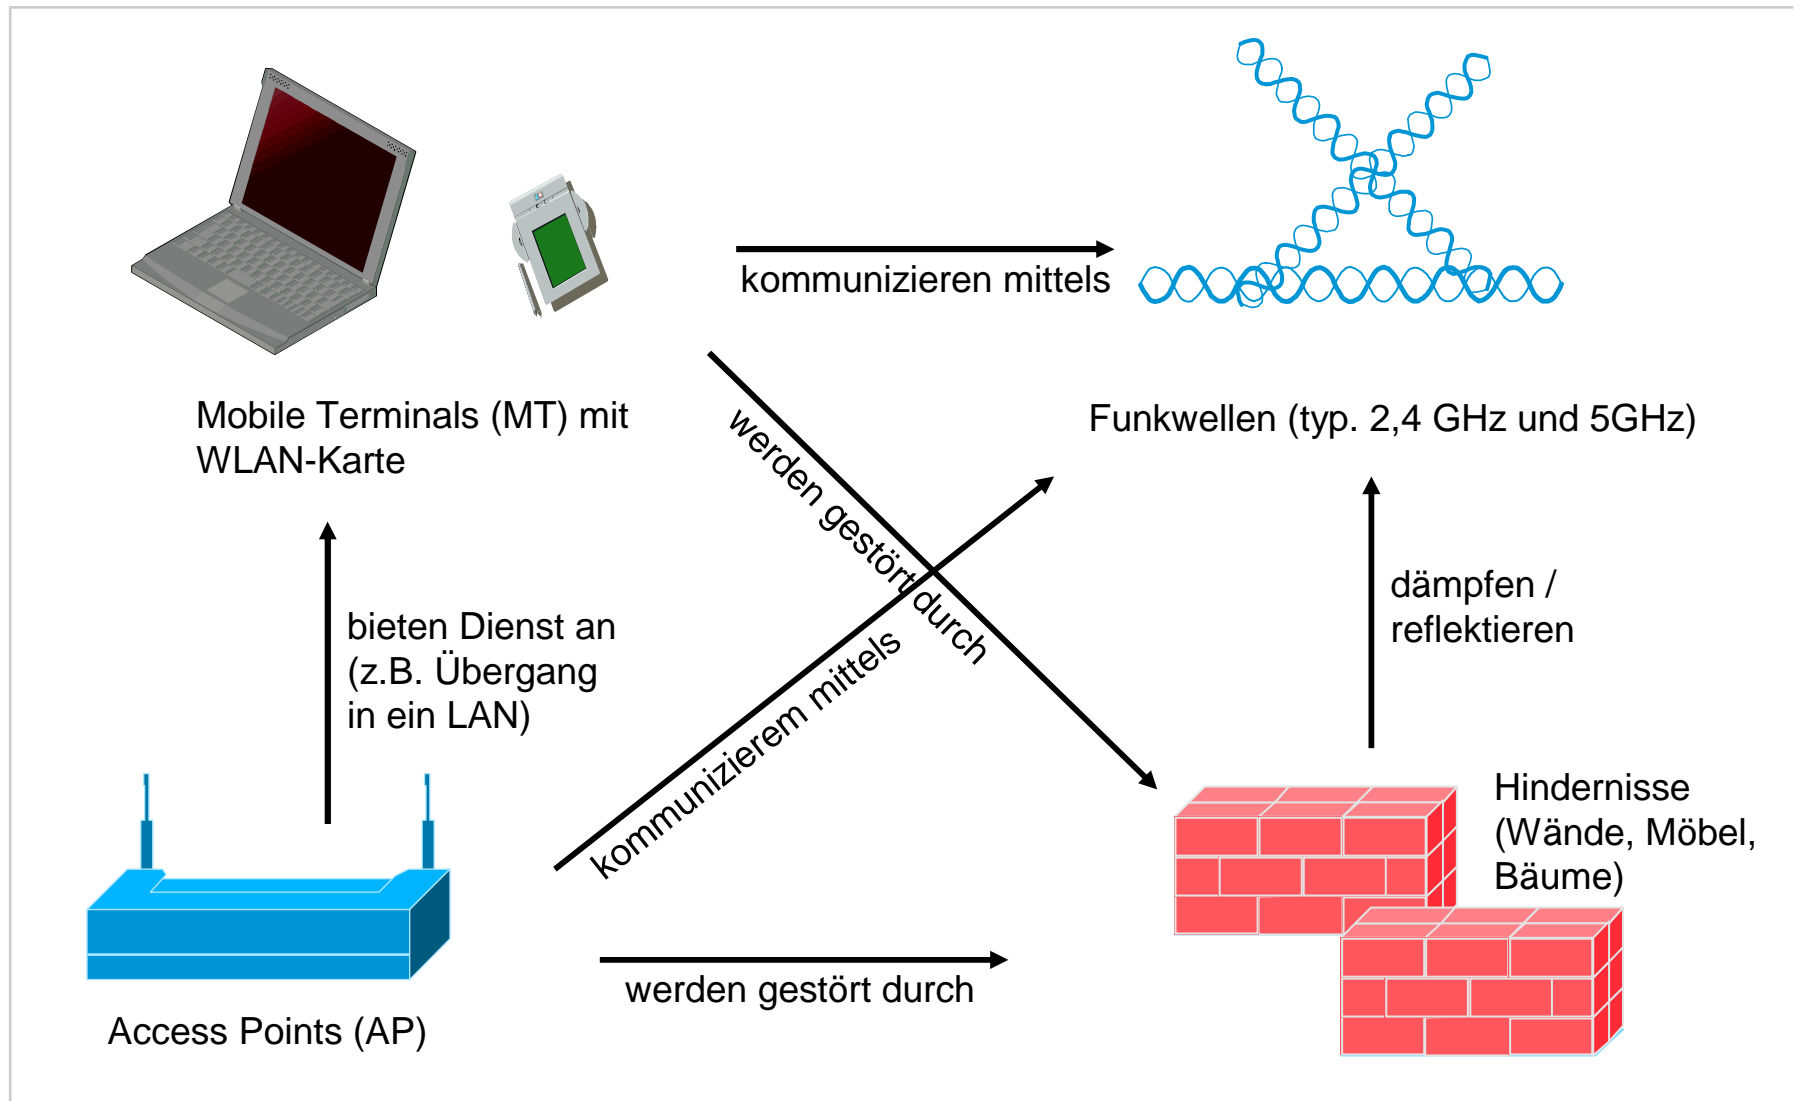 kommunizieren mittels
Mobile Terminals (MT) mit
WLAN-Karte
Funkwellen (typ. 2,4 GHz und 5GHz)
werden gestört durch
bieten Dienst an
(z.B. Übergang
in ein LAN)
dämpfen /
reflektieren
kommunizierem mittels
Hindernisse
(Wände, Möbel,
Bäume)
werden gestört durch
Access Points (AP)